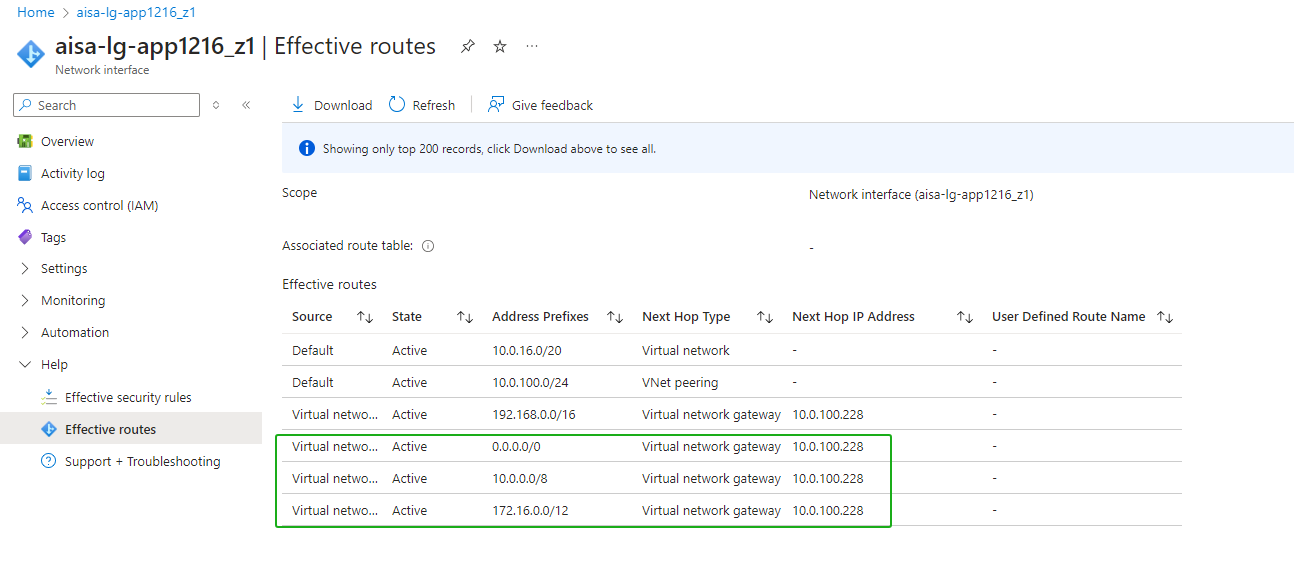 Home > aisa-lg-app1216_z1
aisa-lg-app1216_z1 | Effective routes ...
Network interface
Search
Download Refresh Give feedback
Overview
Activity log
Access control (IAM)
Tags
Settings
Monitoring
Automation
Help
Effective security rules
Effective routes
Support + Troubleshooting
Showing only top 200 records, click Download above to see all.
Scope Network interface (aisa-lg-app1216_z1)
Associated route table: -
Effective routes
Source State Address Prefixes Next Hop Type Next Hop IP Address User Defined Route Name
Default Active 10.0.16.0/20 Virtual network - -
Default Active 10.0.100.0/24 VNet peering - -
Virtual netwo... Active 192.168.0.0/16 Virtual network gateway 10.0.100.228 -
Virtual netwo... Active 0.0.0.0/0 Virtual network gateway 10.0.100.228 -
Virtual netwo... Active 10.0.0.0/8 Virtual network gateway 10.0.100.228 -
Virtual netwo... Active 172.16.0.0/12 Virtual network gateway 10.0.100.228 -